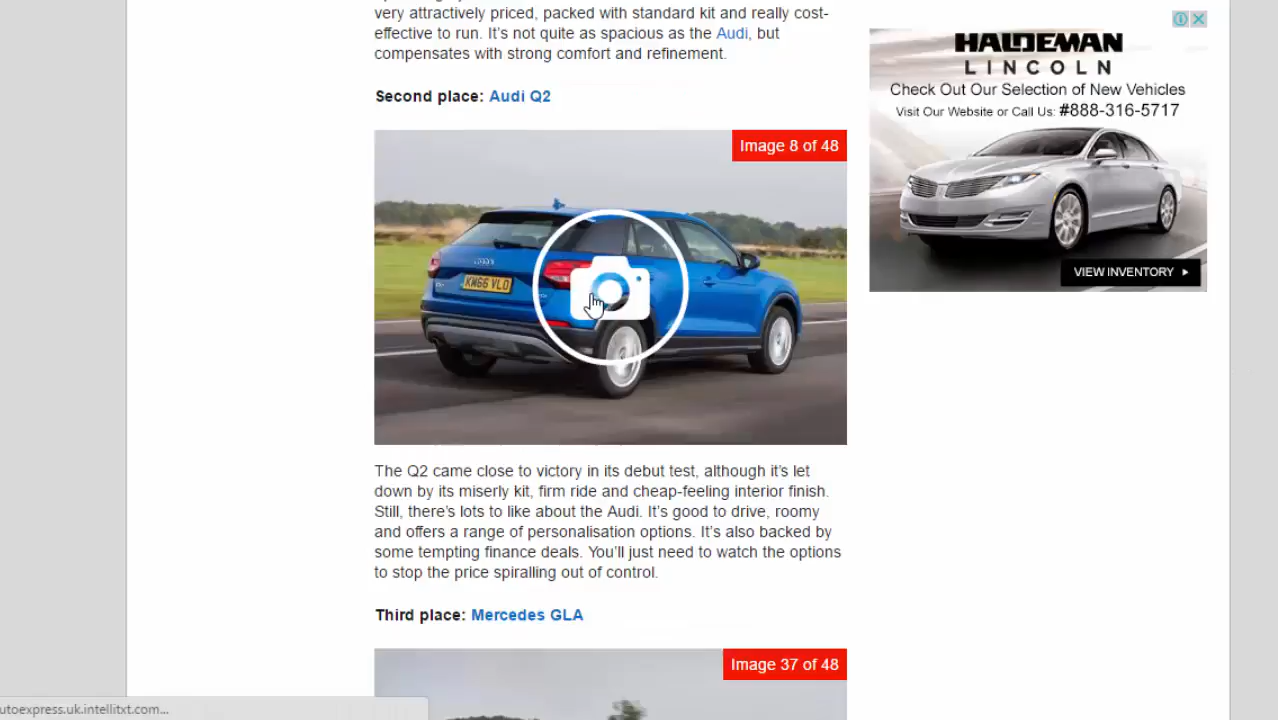 very attractively priced, packed with standard kit and really cost-
effective to run. It's not quite as spacious as the Audi, but
compensates with strong comfort and refinement.
Second place: Audi Q2
Image 8 of 48
KW66 VLO
The Q2 came close to victory in its debut test, although it's let
down by its miserly kit, firm ride and cheap-feeling interior finish.
Still, there's lots to like about the Audi. It's good to drive, roomy
and offers a range of personalisation options. It's also backed by
some tempting finance deals. You'll just need to watch the options
to stop the price spiralling out of control.
Third place: Mercedes GLA
Image 37 of 48
HALDEMAN
LINCOLN
Check Out Our Selection of New Vehicles
Visit Our Website or Call Us: #888-316-5717
VIEW INVENTORY
utoexpress.uk.intellitxt.com...